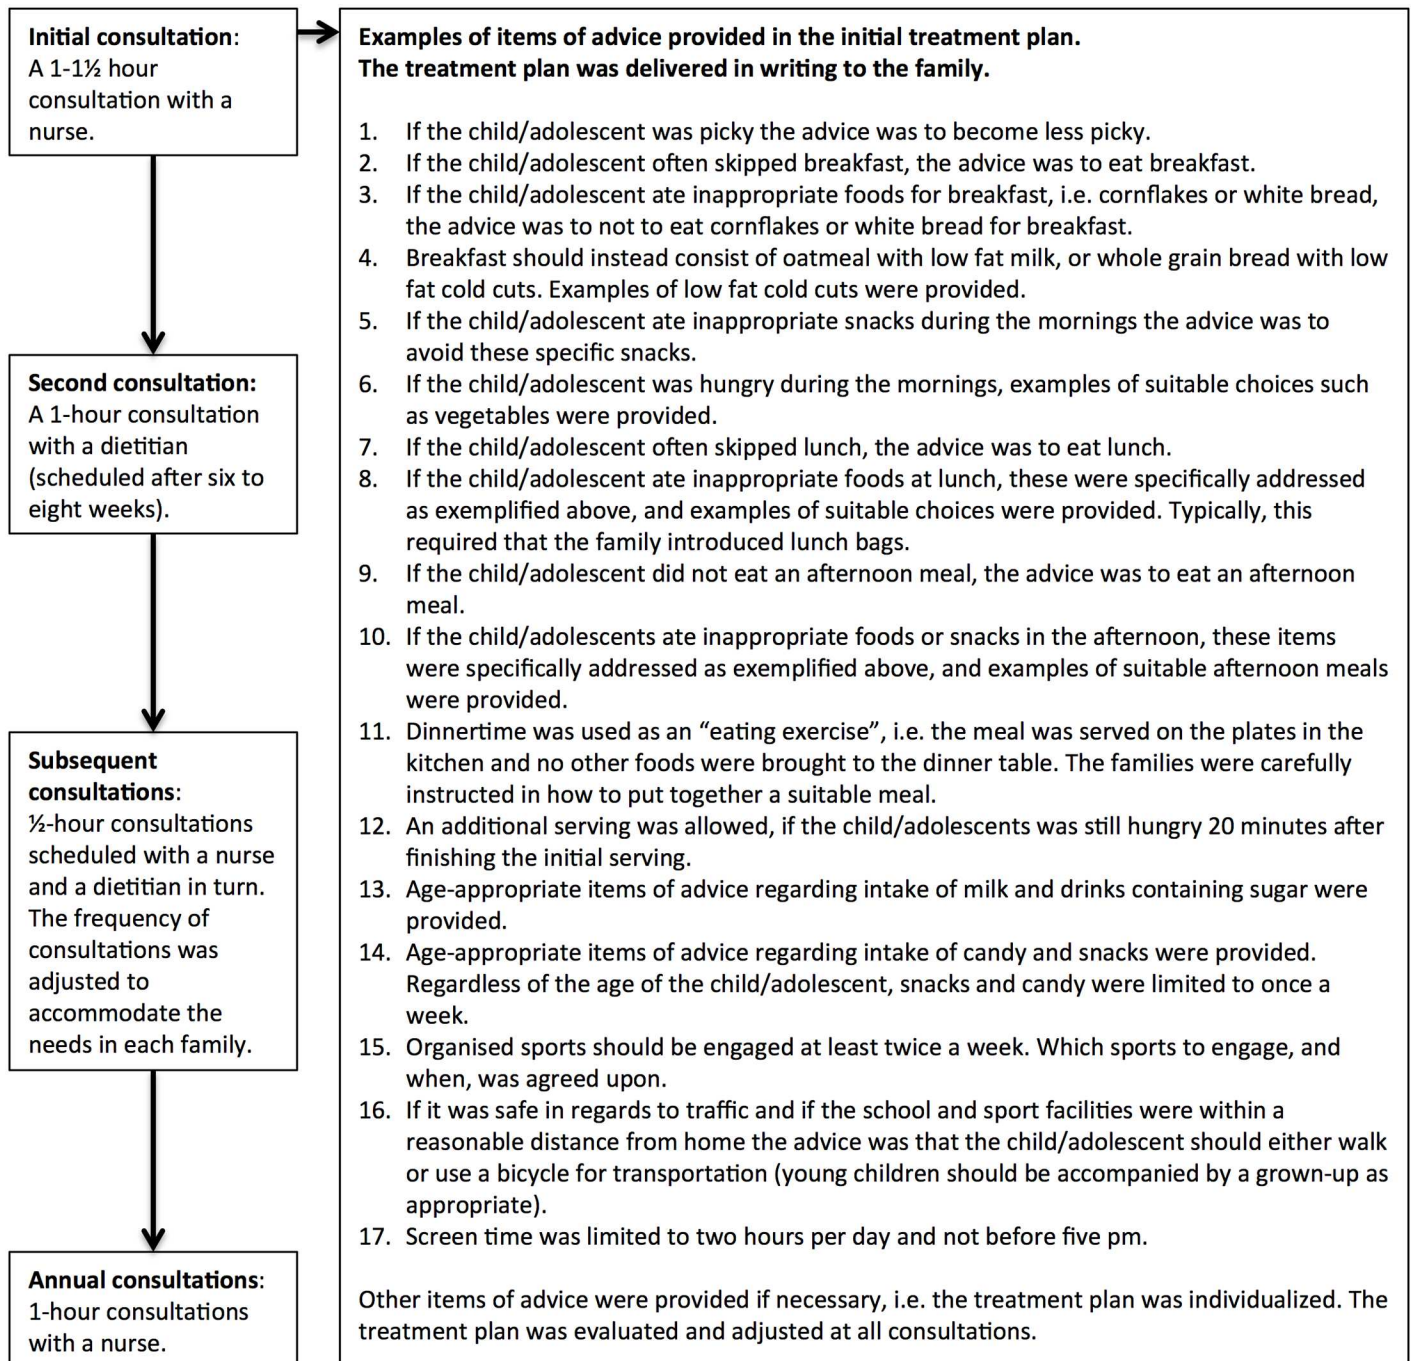 Initial consultation:
A 1-1½ hour
consultation with a
nurse.
Second consultation:
A 1-hour consultation
with a dietitian
(scheduled after six to
eight weeks).
Subsequent
consultations:
½-hour consultations
scheduled with a nurse
and a dietitian in turn.
The frequency of
consultations was
adjusted to
accommodate the
needs in each family.
Annual consultations:
1-hour consultations
with a nurse.
Examples of items of advice provided in the initial treatment plan.
The treatment plan was delivered in writing to the family.
1. If the child/adolescent was picky the advice was to become less picky.
2. If the child/adolescent often skipped breakfast, the advice was to eat breakfast.
3. If the child/adolescent ate inappropriate foods for breakfast, i.e. cornflakes or white bread,
the advice was to not to eat cornflakes or white bread for breakfast.
4. Breakfast should instead consist of oatmeal with low fat milk, or whole grain bread with low
fat cold cuts. Examples of low fat cold cuts were provided.
5. If the child/adolescent ate inappropriate snacks during the mornings the advice was to
avoid these specific snacks.
6. If the child/adolescent was hungry during the mornings, examples of suitable choices such
as vegetables were provided.
7. If the child/adolescent often skipped lunch, the advice was to eat lunch.
8. If the child/adolescent ate inappropriate foods at lunch, these were specifically addressed
as exemplified above, and examples of suitable choices were provided. Typically, this
required that the family introduced lunch bags.
9. If the child/adolescent did not eat an afternoon meal, the advice was to eat an afternoon
meal.
10. If the child/adolescents ate inappropriate foods or snacks in the afternoon, these items
were specifically addressed as exemplified above, and examples of suitable afternoon meals
were provided.
11. Dinnertime was used as an “eating exercise”, i.e. the meal was served on the plates in the
kitchen and no other foods were brought to the dinner table. The families were carefully
instructed in how to put together a suitable meal.
12. An additional serving was allowed, if the child/adolescents was still hungry 20 minutes after
finishing the initial serving.
13. Age-appropriate items of advice regarding intake of milk and drinks containing sugar were
provided.
14. Age-appropriate items of advice regarding intake of candy and snacks were provided.
Regardless of the age of the child/adolescent, snacks and candy were limited to once a
week.
15. Organised sports should be engaged at least twice a week. Which sports to engage, and
when, was agreed upon.
16. If it was safe in regards to traffic and if the school and sport facilities were within a
reasonable distance from home the advice was that the child/adolescent should either walk
or use a bicycle for transportation (young children should be accompanied by a grown-up as
appropriate).
17. Screen time was limited to two hours per day and not before five pm.
Other items of advice were provided if necessary, i.e. the treatment plan was individualized. The
treatment plan was evaluated and adjusted at all consultations.